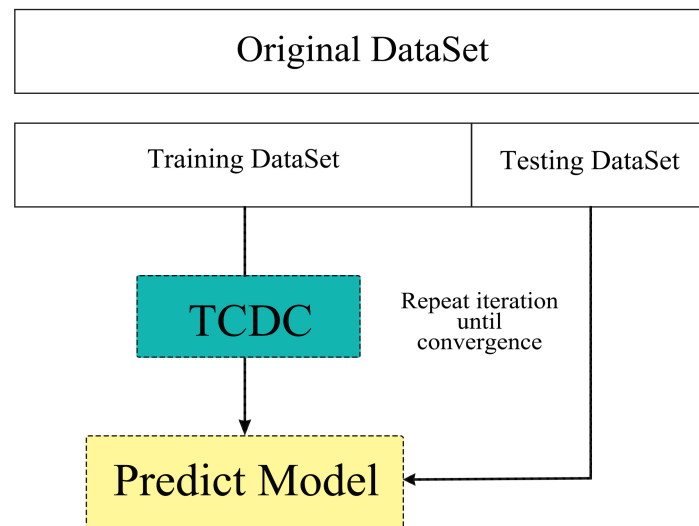 Original DataSet
Training DataSet
Testing DataSet
TCDC
Repeat iteration
until
convergence
Predict Model